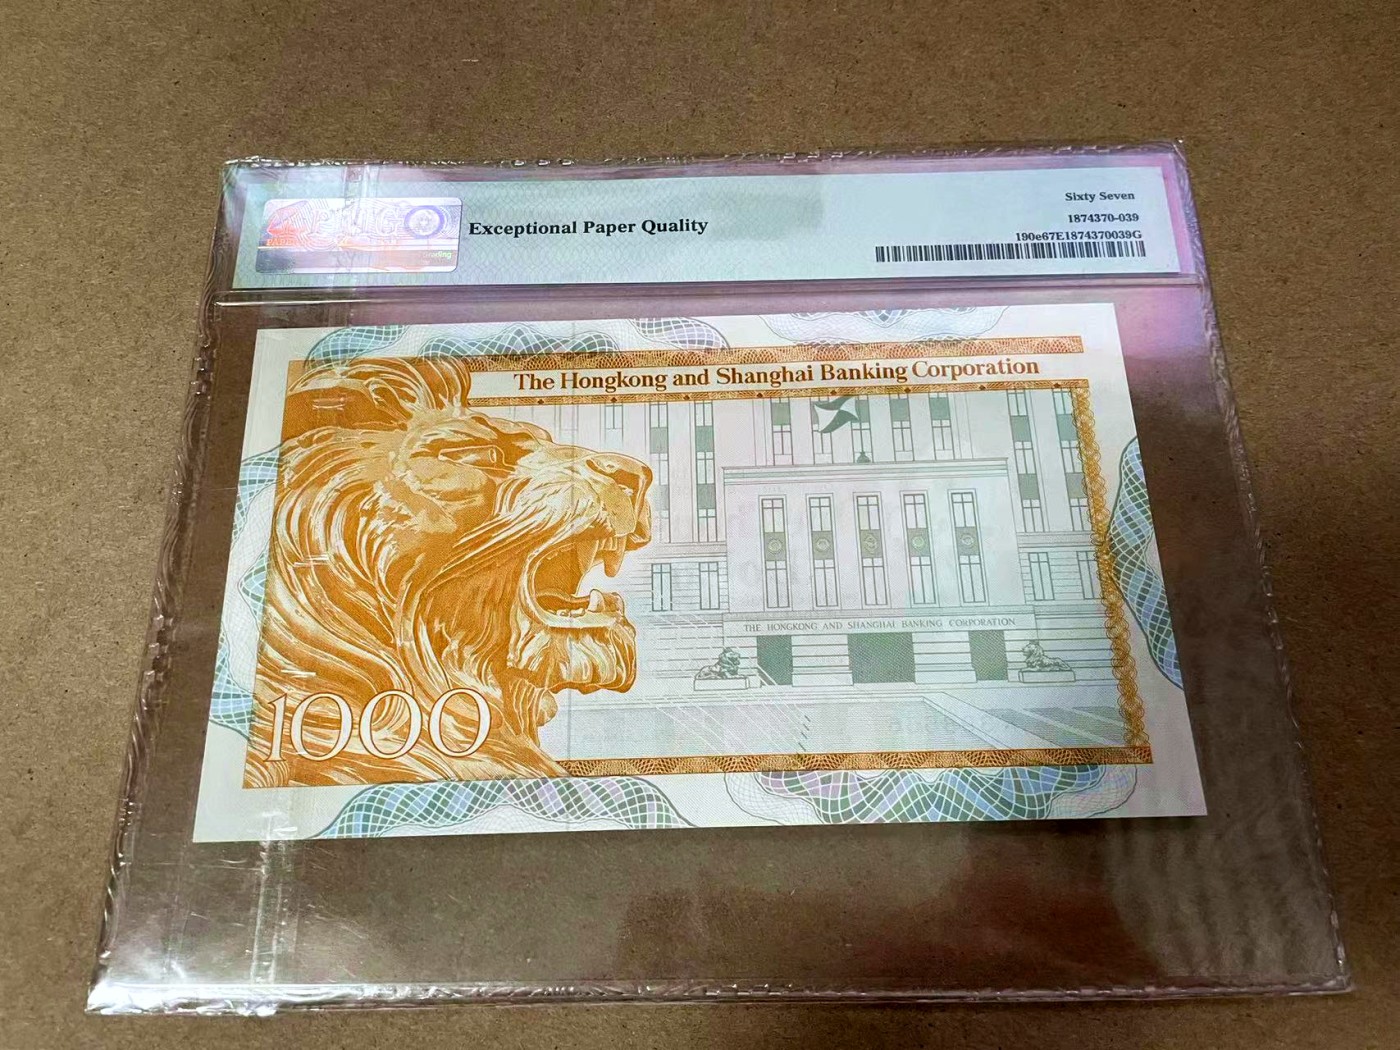 PMG
Exceptional Paper Quality
Sixty Seven
1874370-039
190e67E1874370039G
The Hongkong and Shanghai Banking Corporation
THE HONGKONG AND SHANGHAI BANKING CORPORATION
1000